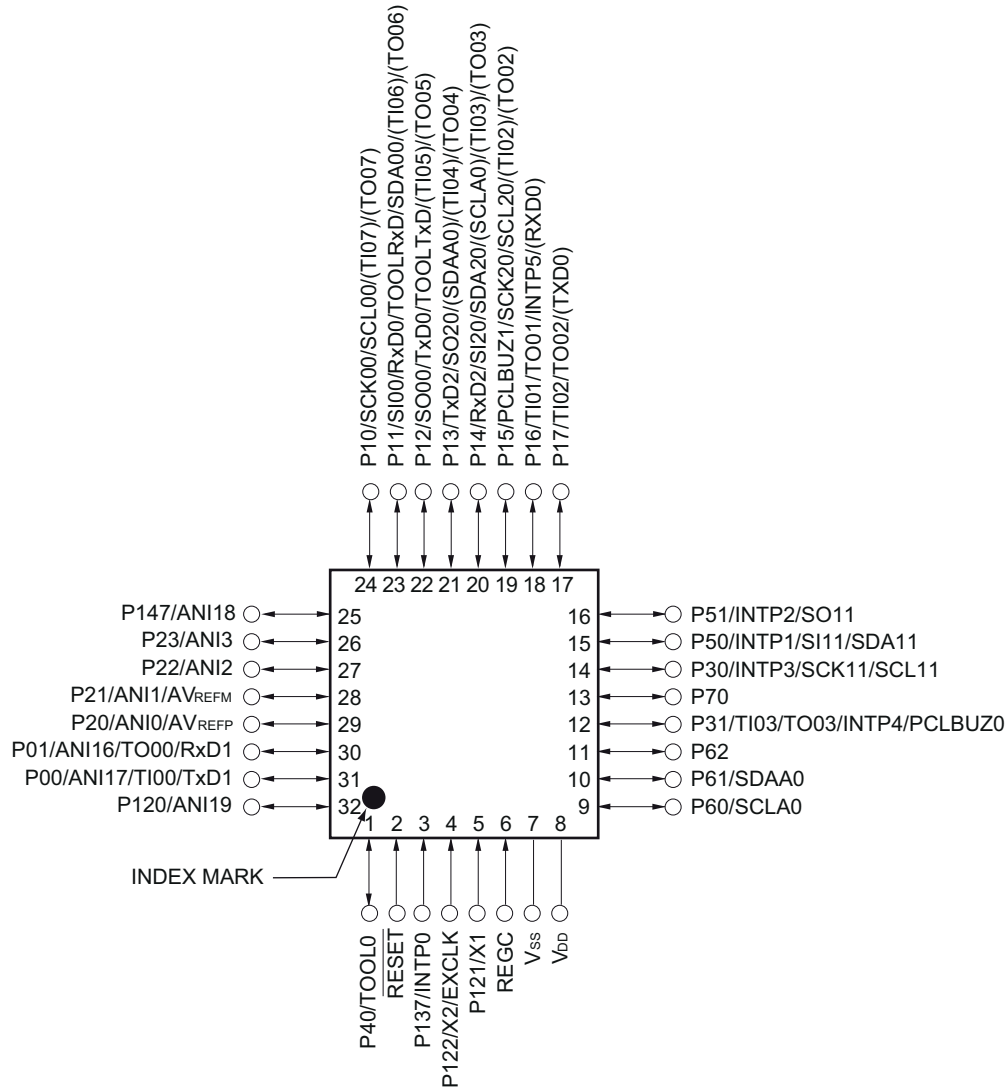 P10/SCK00/SCL00/(TI07)/(TO07)
P11/SI00/RxD0/TOOLRxD/SDA00/(TI06)/(TO06)
P12/SO00/TxD0/TOOLTxD/(TI05)/(TO05)
P13/TxD2/SO20/(SDAA0)/(TI04)/(TO04)
P14/RxD2/SI20/SDA20/(SCLA0)/(TI03)/(TO03)
P15/PCLBUZ1/SCK20/SCL20/(TI02)/(TO02)
P16/TI01/TO01/INTP5/(RXD0)
P17/TI02/TO02/(TXD0)
24 23 22 21 20 19 18 17
P147/ANI18 25
P23/ANI3 26
P22/ANI2 27
P21/ANI1/AVREFM 28
P20/ANI0/AVREFP 29
P01/ANI16/TO00/RxD1 30
P00/ANI17/TI00/TxD1 31
P120/ANI19 32
16 P51/INTP2/SO11
15 P50/INTP1/SI11/SDA11
14 P30/INTP3/SCK11/SCL11
13 P70
12 P31/TI03/TO03/INTP4/PCLBUZ0
11 P62
10 P61/SDAA0
9 P60/SCLA0
1 2 3 4 5 6 7 8
INDEX MARK
P40/TOOL0
RESET
P137/INTP0
P122/X2/EXCLK
P121/X1
REGC
VSS
VDD